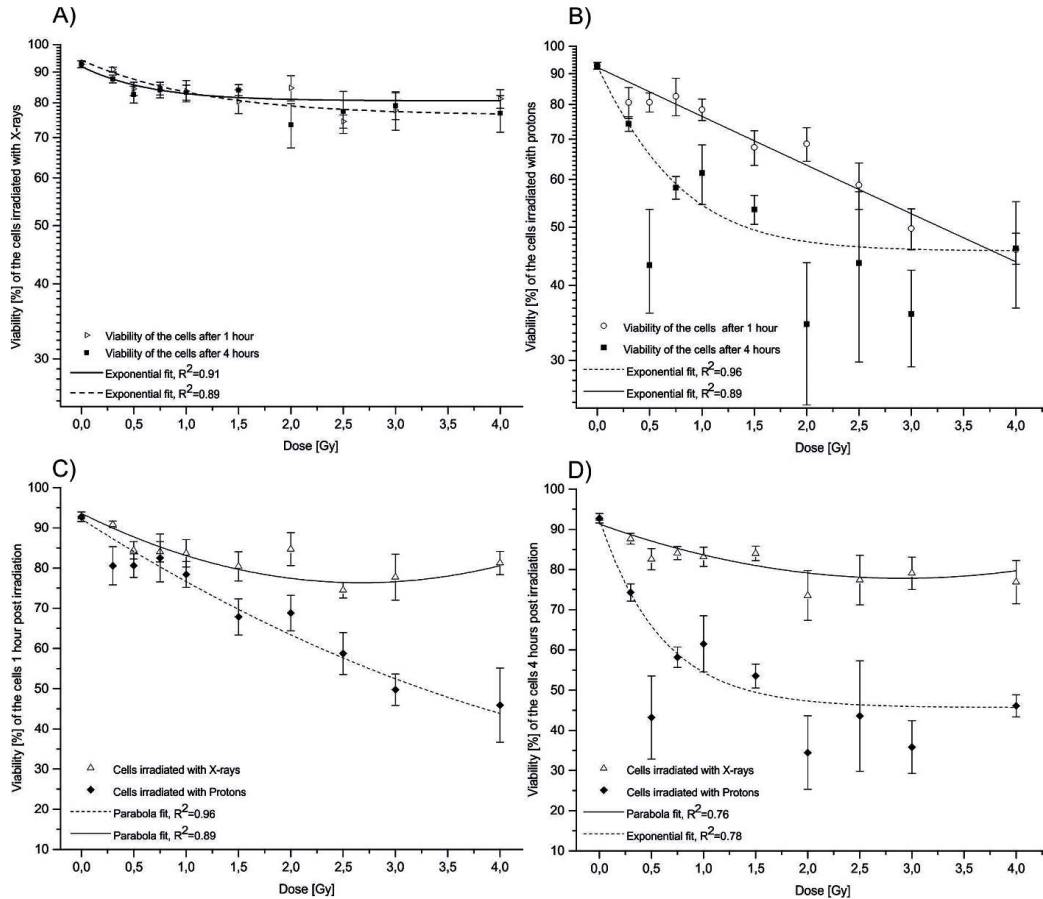 A)
Viability [%] of the cells irradiated with X-rays
100
90
80
70
60
50
40
30
Viability of the cells after 1 hour
Viability of the cells after 4 hours
Exponential fit, R²=0.91
Exponential fit, R²=0.89
0,0 0,5 1,0 1,5 2,0 2,5 3,0 4,0
Dose [Gy]
B)
Viability [%] of the cells irradiated with protons
100
90
80
70
60
50
40
30
Viability of the cells after 1 hour
Viability of the cells after 4 hours
Exponential fit, R²=0.96
Exponential fit, R²=0.89
0,0 0,5 1,0 1,5 2,0 2,5 3,0 4,0
Dose [Gy]
C)
Viability [%] of the cells 1 hour post irradiation
100
90
80
70
60
50
40
30
20
10
Cells irradiated with X-rays
Cells irradiated with Protons
Parabola fit, R²=0.96
Parabola fit, R²=0.89
0,0 0,5 1,0 1,5 2,0 2,5 3,0 4,0
Dose [Gy]
D)
Viability [%] of the cells 4 hours post irradiation
100
90
80
70
60
50
40
30
20
10
Cells irradiated with X-rays
Cells irradiated with Protons
Parabola fit, R²=0.76
Exponential fit, R²=0.78
0,0 0,5 1,0 1,5 2,0 2,5 3,0 4,0
Dose [Gy]